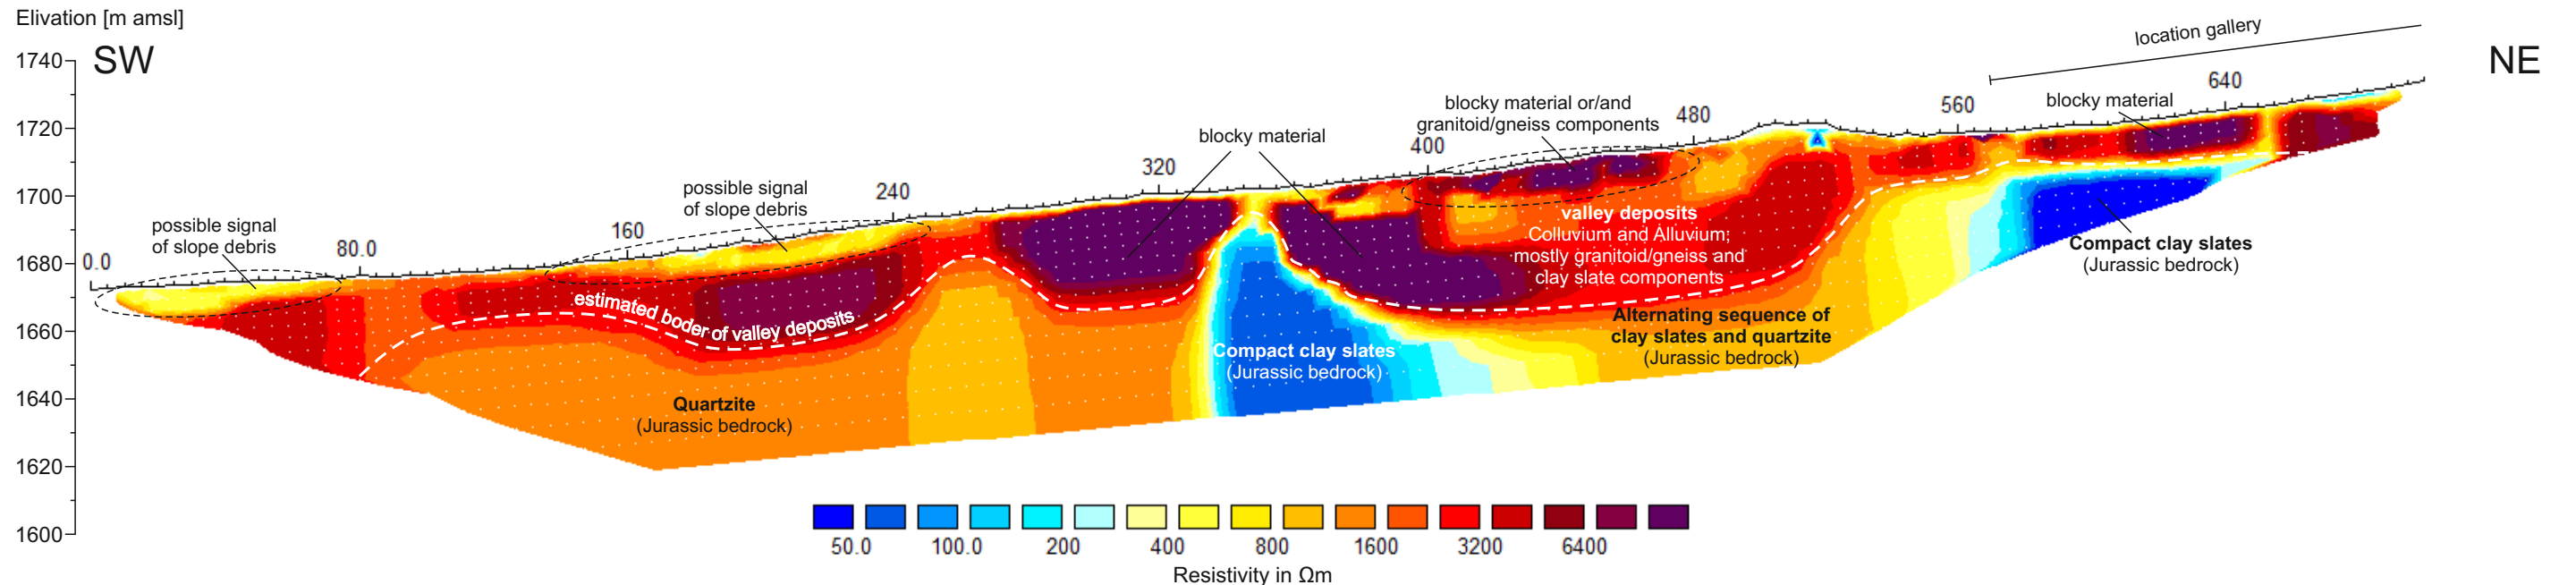 Elivation [m amsl]
SW
NE
1740
1720
1700
1680
1660
1640
1620
1600
0.0
80.0
160
240
320
400
480
560
640
location gallery
possible signal
of slope debris
possible signal
of slope debris
blocky material
blocky material or/and
granitoid/gneiss components
blocky material
estimated boder of valley deposits
valley deposits
Colluvium and Alluvium;
mostly granitoid/gneiss and
clay slate components
Compact clay slates
(Jurassic bedrock)
Alternating sequence of
clay slates and quartzite
(Jurassic bedrock)
Compact clay slates
(Jurassic bedrock)
Quartzite
(Jurassic bedrock)
50.0 100.0 200 400 800 1600 3200 6400
Resistivity in Ωm